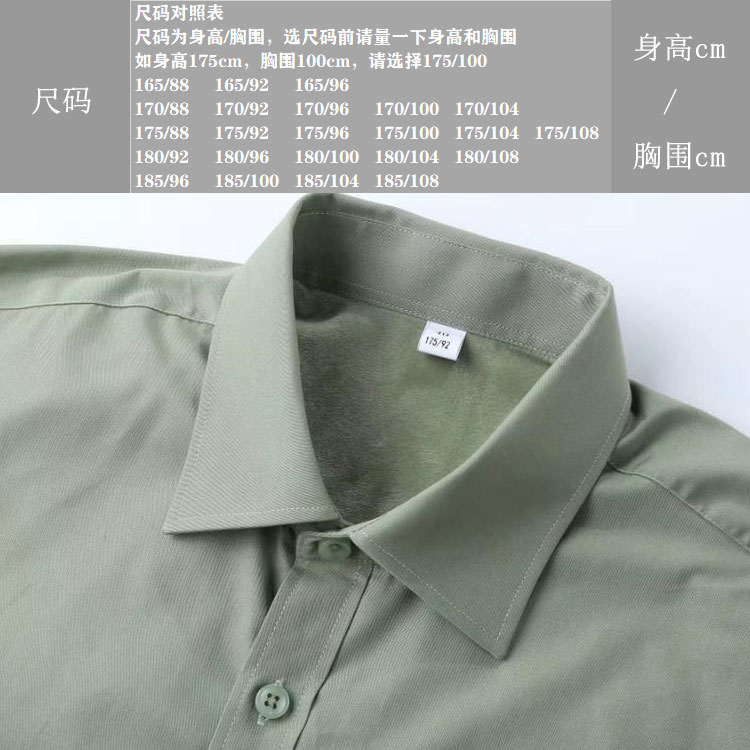 尺码
尺码对照表
尺码为身高/胸围，选尺码前请量一下身高和胸围
如身高175cm，胸围100cm，请选择175/100
165/88 165/92 165/96
170/88 170/92 170/96 170/100 170/104
175/88 175/92 175/96 175/100 175/104 175/108
180/92 180/96 180/100 180/104 180/108
185/96 185/100 185/104 185/108
身高cm
/
胸围cm
175/92